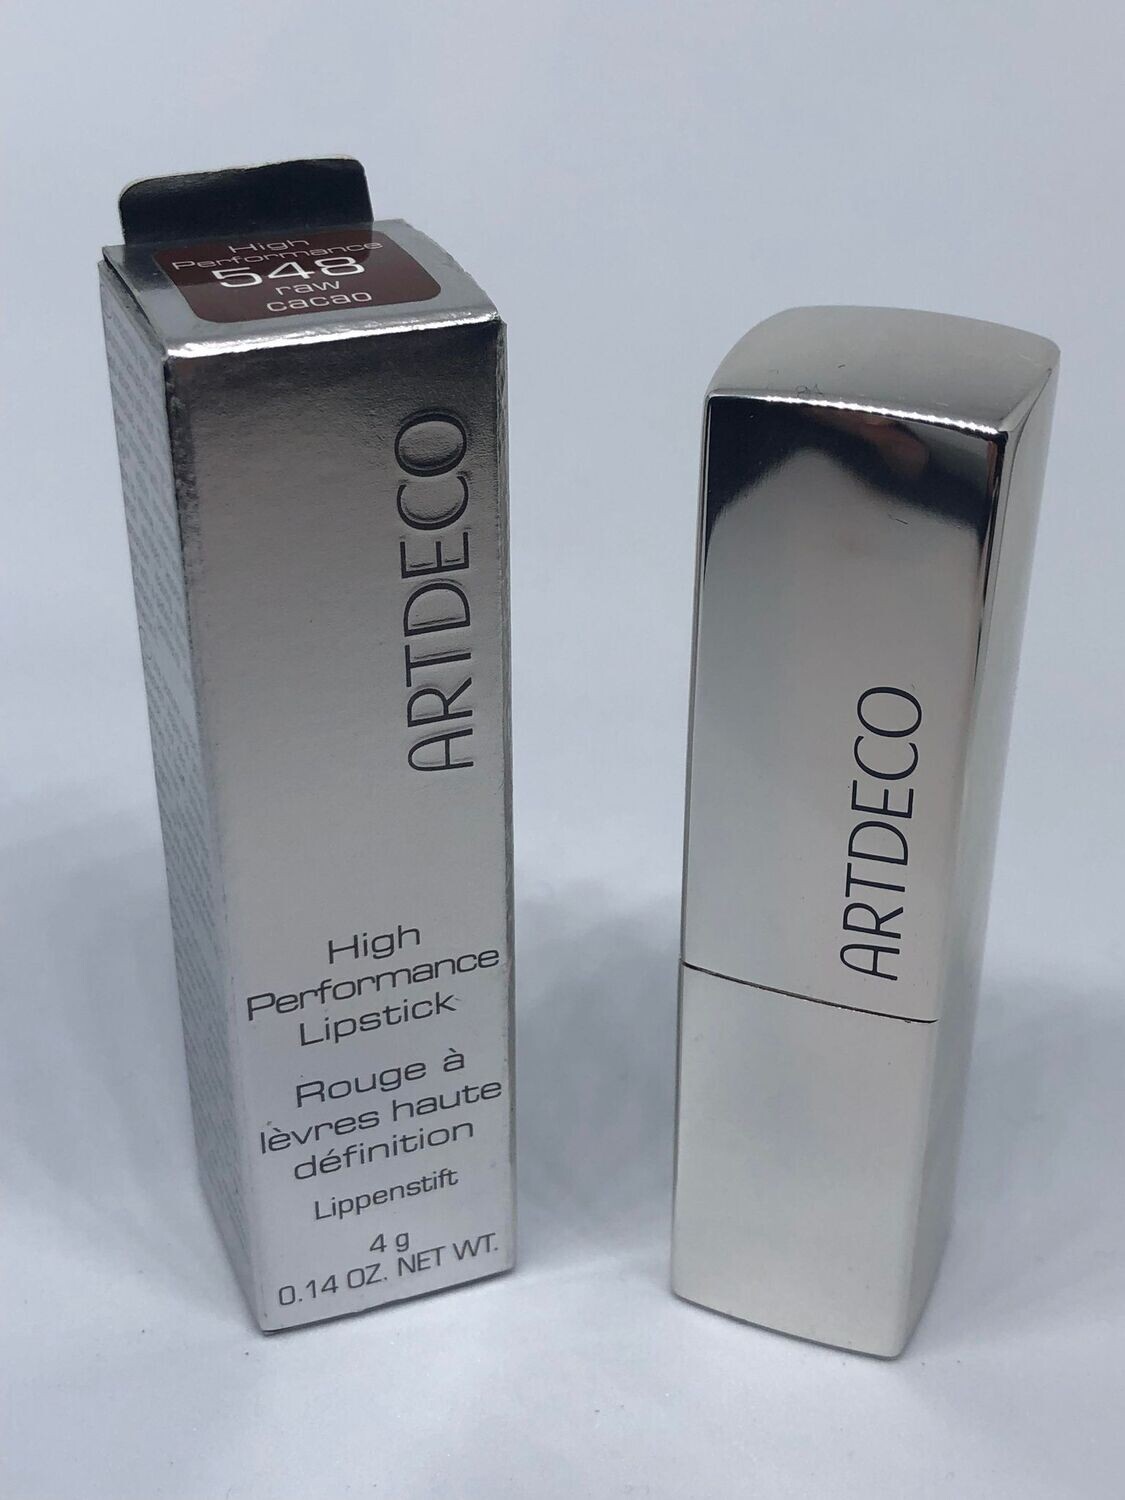 High
Performance
548
raw
cacao
ARTDECO
High
Performance
Lipstick
Rouge à
lèvres haute
définition
Lippenstift
4 g
0.14 OZ. NET WT.
ARTDECO